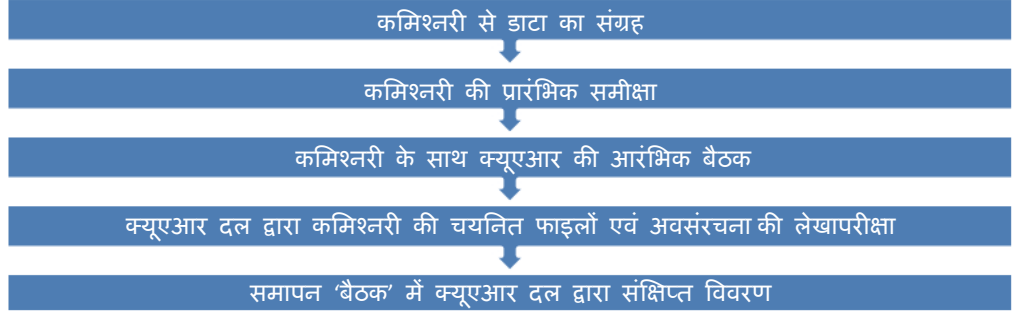 कमिश्नरी से डाटा का संग्रह
कमिश्नरी की प्रारंभिक समीक्षा
कमिश्नरी के साथ क्यूएआर की आरंभिक बैठक
क्यूएआर दल द्वारा कमिश्नरी की चयनित फाइलों एवं अवसंरचना की लेखापरीक्षा
समापन ‘बैठक’ में क्यूएआर दल द्वारा संक्षिप्त विवरण